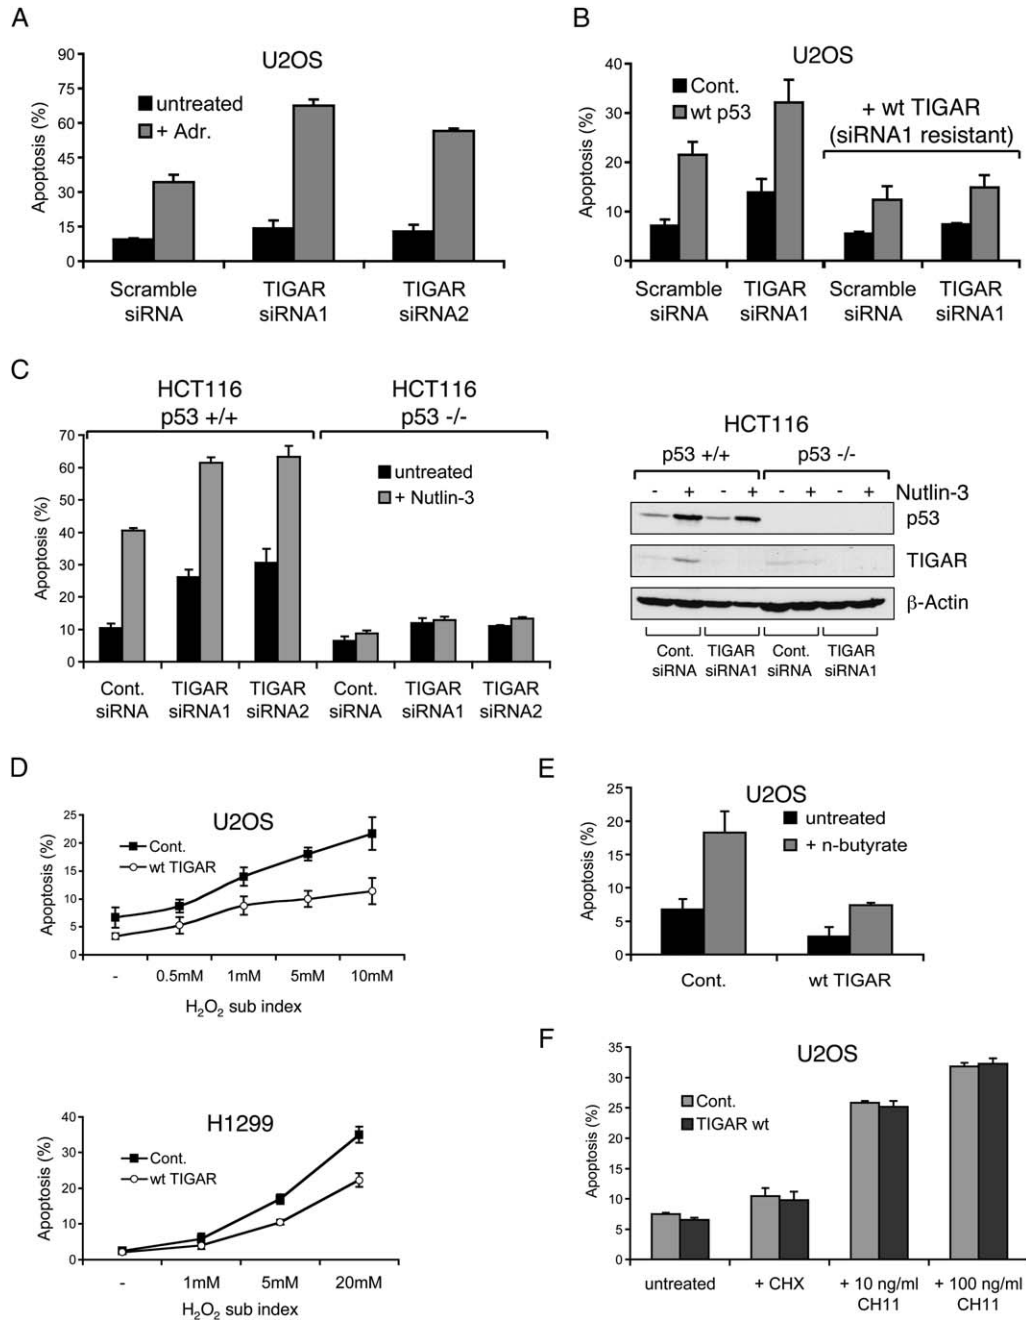 A
U2OS
Apoptosis (%)
90
75
60
45
30
15
0
untreated
+ Adr.
Scramble siRNA
TIGAR siRNA1
TIGAR siRNA2
B
U2OS
Apoptosis (%)
40
30
20
10
0
Cont.
wt p53
+ wt TIGAR
(siRNA1 resistant)
Scramble siRNA
TIGAR siRNA1
Scramble siRNA
TIGAR siRNA1
C
HCT116
p53 +/+
HCT116
p53 -/-
Apoptosis (%)
70
60
50
40
30
20
10
0
untreated
+ Nutlin-3
Cont. siRNA
TIGAR siRNA1
TIGAR siRNA2
Cont. siRNA
TIGAR siRNA1
TIGAR siRNA2
HCT116
p53 +/+
p53 -/-
- + - + - + - + Nutlin-3
p53
TIGAR
β-Actin
Cont. siRNA
TIGAR siRNA1
Cont. siRNA
TIGAR siRNA1
D
U2OS
Apoptosis (%)
25
20
15
10
5
0
Cont.
wt TIGAR
- 0.5mM 1mM 5mM 10mM
H2O2 sub index
H1299
Apoptosis (%)
40
30
20
10
0
Cont.
wt TIGAR
- 1mM 5mM 20mM
H2O2 sub index
E
U2OS
Apoptosis (%)
25
20
15
10
5
0
untreated
+ n-butyrate
Cont.
wt TIGAR
F
U2OS
Apoptosis (%)
35
30
25
20
15
10
5
0
Cont.
TIGAR wt
untreated
+ CHX
+ 10 ng/ml CH11
+ 100 ng/ml CH11